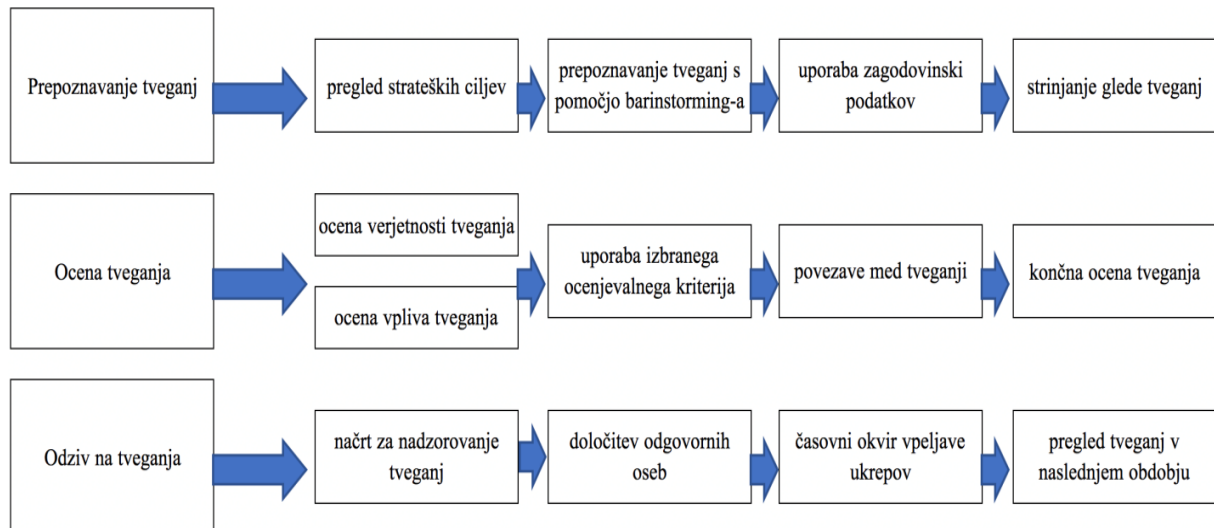 Prepoznavanje tveganj
pregled strateških ciljev
prepoznavanje tveganj s
pomočjo barinstorming-a
uporaba zagodovinski
podatkov
strinjanje glede tveganj
Ocena tveganja
ocena verjetnosti tveganja
ocena vpliva tveganja
uporaba izbranega
ocenjevalnega kriterija
povezave med tveganji
končna ocena tveganja
Odziv na tveganja
načrt za nadzorovanje
tveganj
določitev odgovornih
oseb
časovni okvir vpeljave
ukrepov
pregled tveganj v
naslednjem obdobju